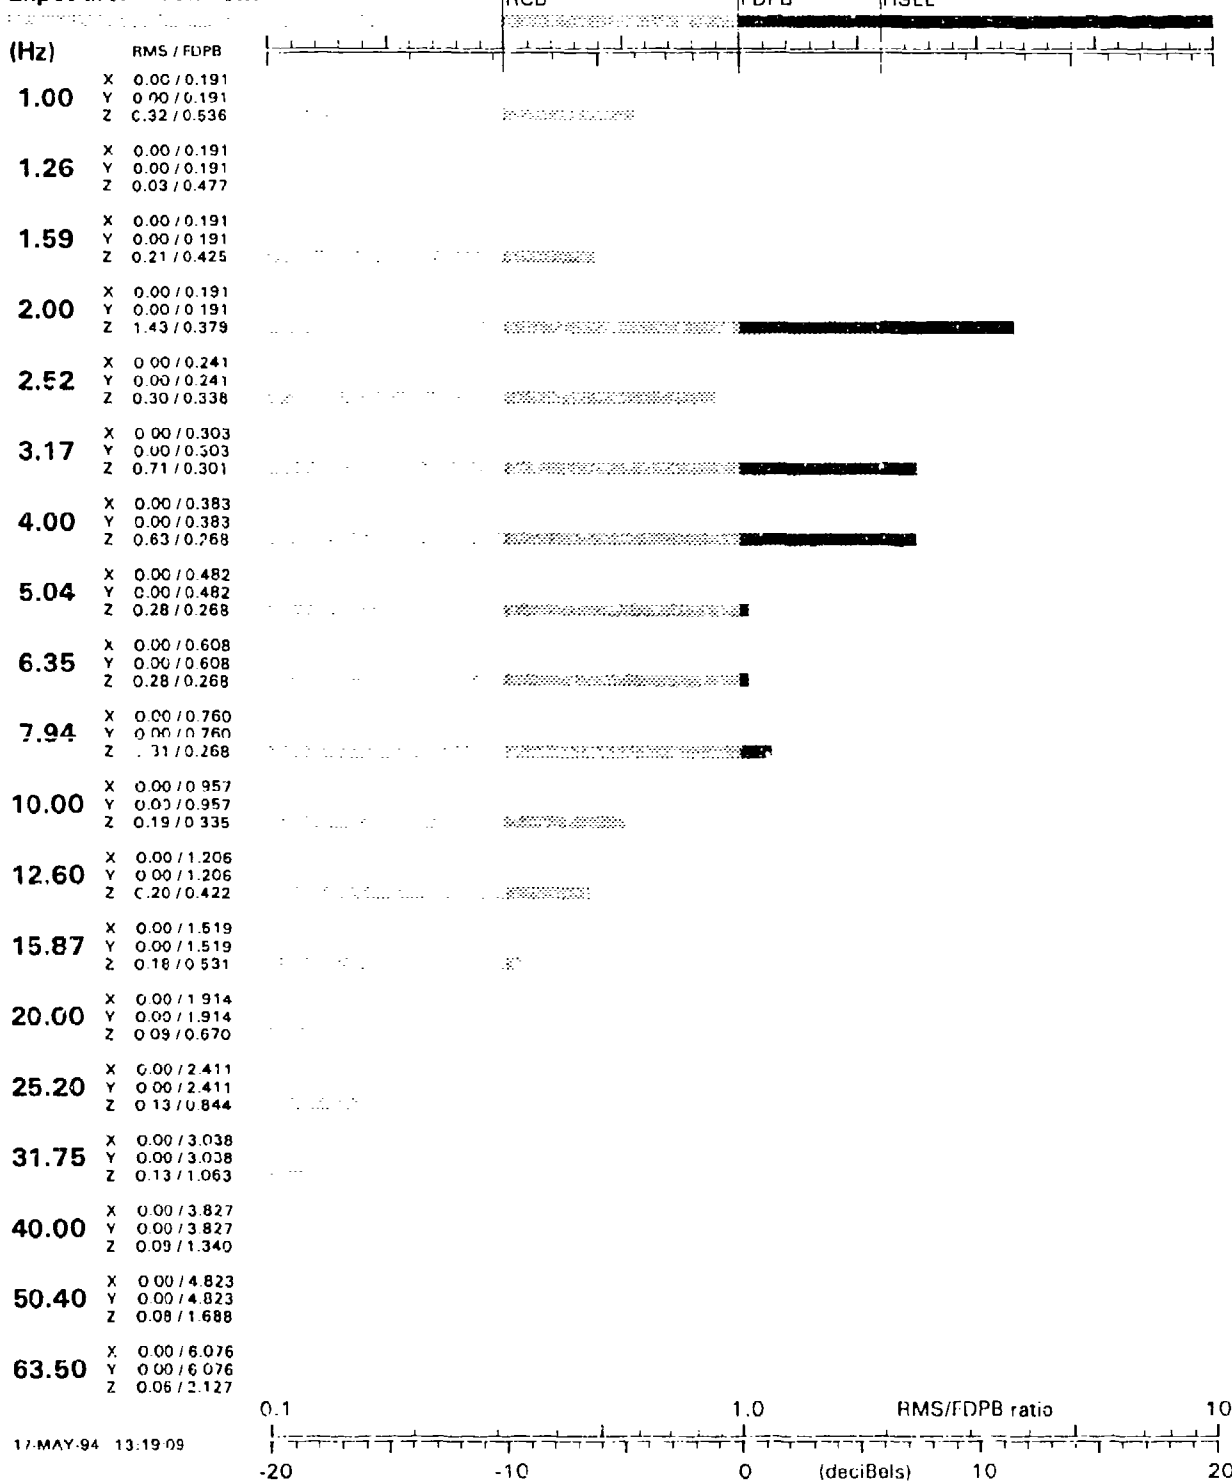 RCB FDPB HSEL
(Hz) RMS / FDPB
1.00
X 0.00 / 0.191
Y 0.00 / 0.191
Z 0.32 / 0.536
1.26
X 0.00 / 0.191
Y 0.00 / 0.191
Z 0.03 / 0.477
1.59
X 0.00 / 0.191
Y 0.00 / 0.191
Z 0.21 / 0.425
2.00
X 0.00 / 0.191
Y 0.00 / 0.191
Z 1.43 / 0.379
2.52
X 0.00 / 0.241
Y 0.00 / 0.241
Z 0.30 / 0.338
3.17
X 0.00 / 0.303
Y 0.00 / 0.303
Z 0.71 / 0.301
4.00
X 0.00 / 0.383
Y 0.00 / 0.383
Z 0.63 / 0.268
5.04
X 0.00 / 0.482
Y 0.00 / 0.482
Z 0.28 / 0.268
6.35
X 0.00 / 0.608
Y 0.00 / 0.608
Z 0.28 / 0.268
7.94
X 0.00 / 0.760
Y 0.00 / 0.760
Z .31 / 0.268
10.00
X 0.00 / 0.957
Y 0.00 / 0.957
Z 0.19 / 0.335
12.60
X 0.00 / 1.206
Y 0.00 / 1.206
Z 0.20 / 0.422
15.87
X 0.00 / 1.519
Y 0.00 / 1.519
Z 0.18 / 0.531
20.00
X 0.00 / 1.914
Y 0.00 / 1.914
Z 0.09 / 0.670
25.20
X 0.00 / 2.411
Y 0.00 / 2.411
Z 0.13 / 0.844
31.75
X 0.00 / 3.038
Y 0.00 / 3.038
Z 0.13 / 1.063
40.00
X 0.00 / 3.827
Y 0.00 / 3.827
Z 0.09 / 1.340
50.40
X 0.00 / 4.823
Y 0.00 / 4.823
Z 0.08 / 1.688
63.50
X 0.00 / 6.076
Y 0.00 / 6.076
Z 0.06 / 2.127
0.1 1.0 RMS/FDPB ratio 10
17-MAY-94 13:19:09
-20 -10 0 (deciBels) 10 20